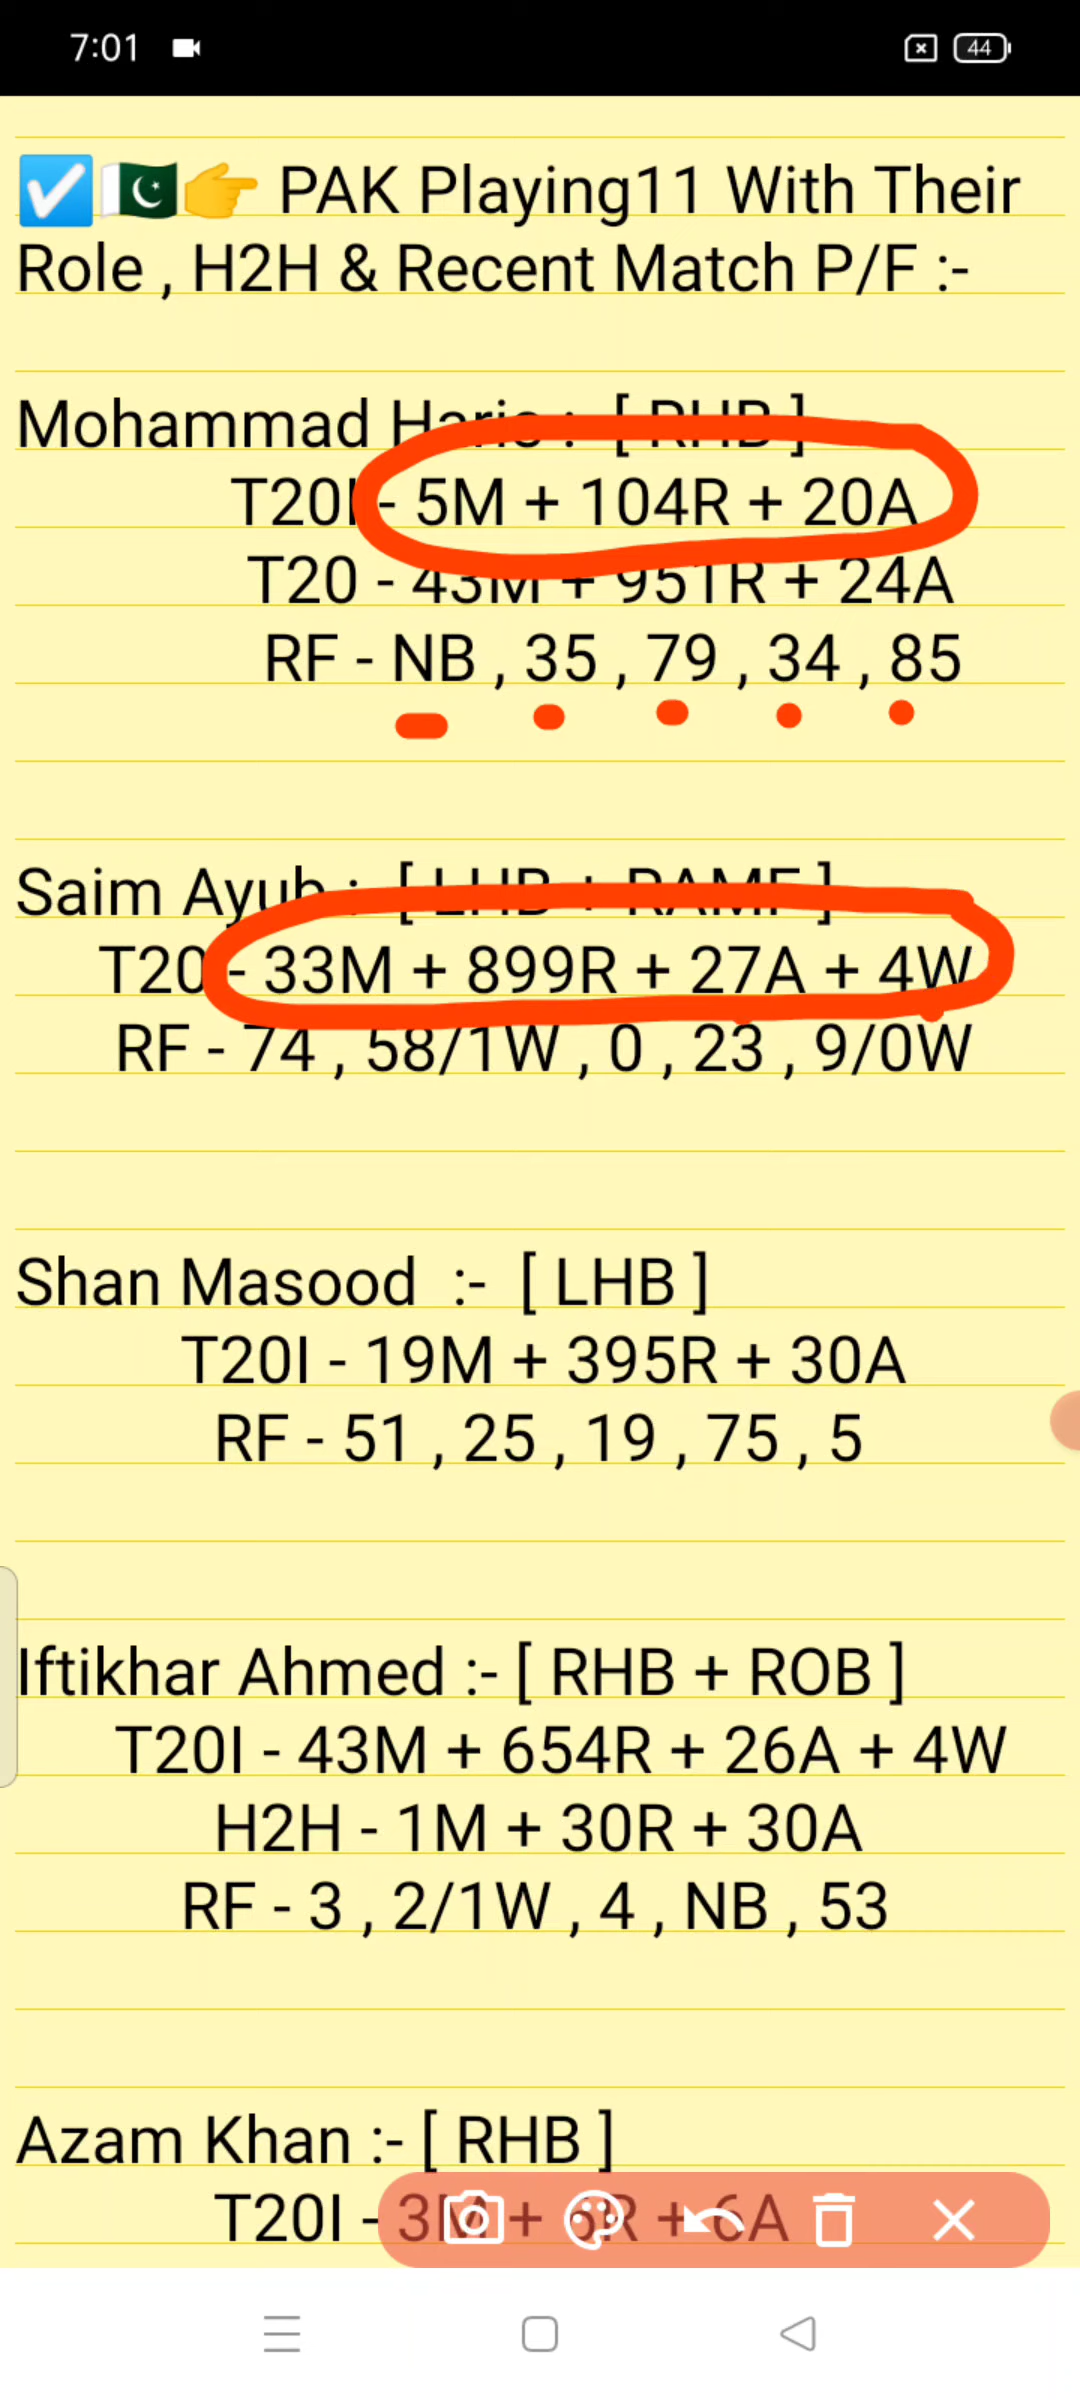 7:01
44
✅🇵🇰👉 PAK Playing11 With Their
Role , H2H & Recent Match P/F :-
Mohammad Haris : [ RHB ]
T20I - 5M + 104R + 20A
T20 - 43M + 951R + 24A
RF - NB , 35 , 79 , 34 , 85
Saim Ayub : [ LHB + RAMF ]
T20 - 33M + 899R + 27A + 4W
RF - 74 , 58/1W , 0 , 23 , 9/0W
Shan Masood :- [ LHB ]
T20I - 19M + 395R + 30A
RF - 51 , 25 , 19 , 75 , 5
Iftikhar Ahmed :- [ RHB + ROB ]
T20I - 43M + 654R + 26A + 4W
H2H - 1M + 30R + 30A
RF - 3 , 2/1W , 4 , NB , 53
Azam Khan :- [ RHB ]
T20I - 3M + 6R + 6A